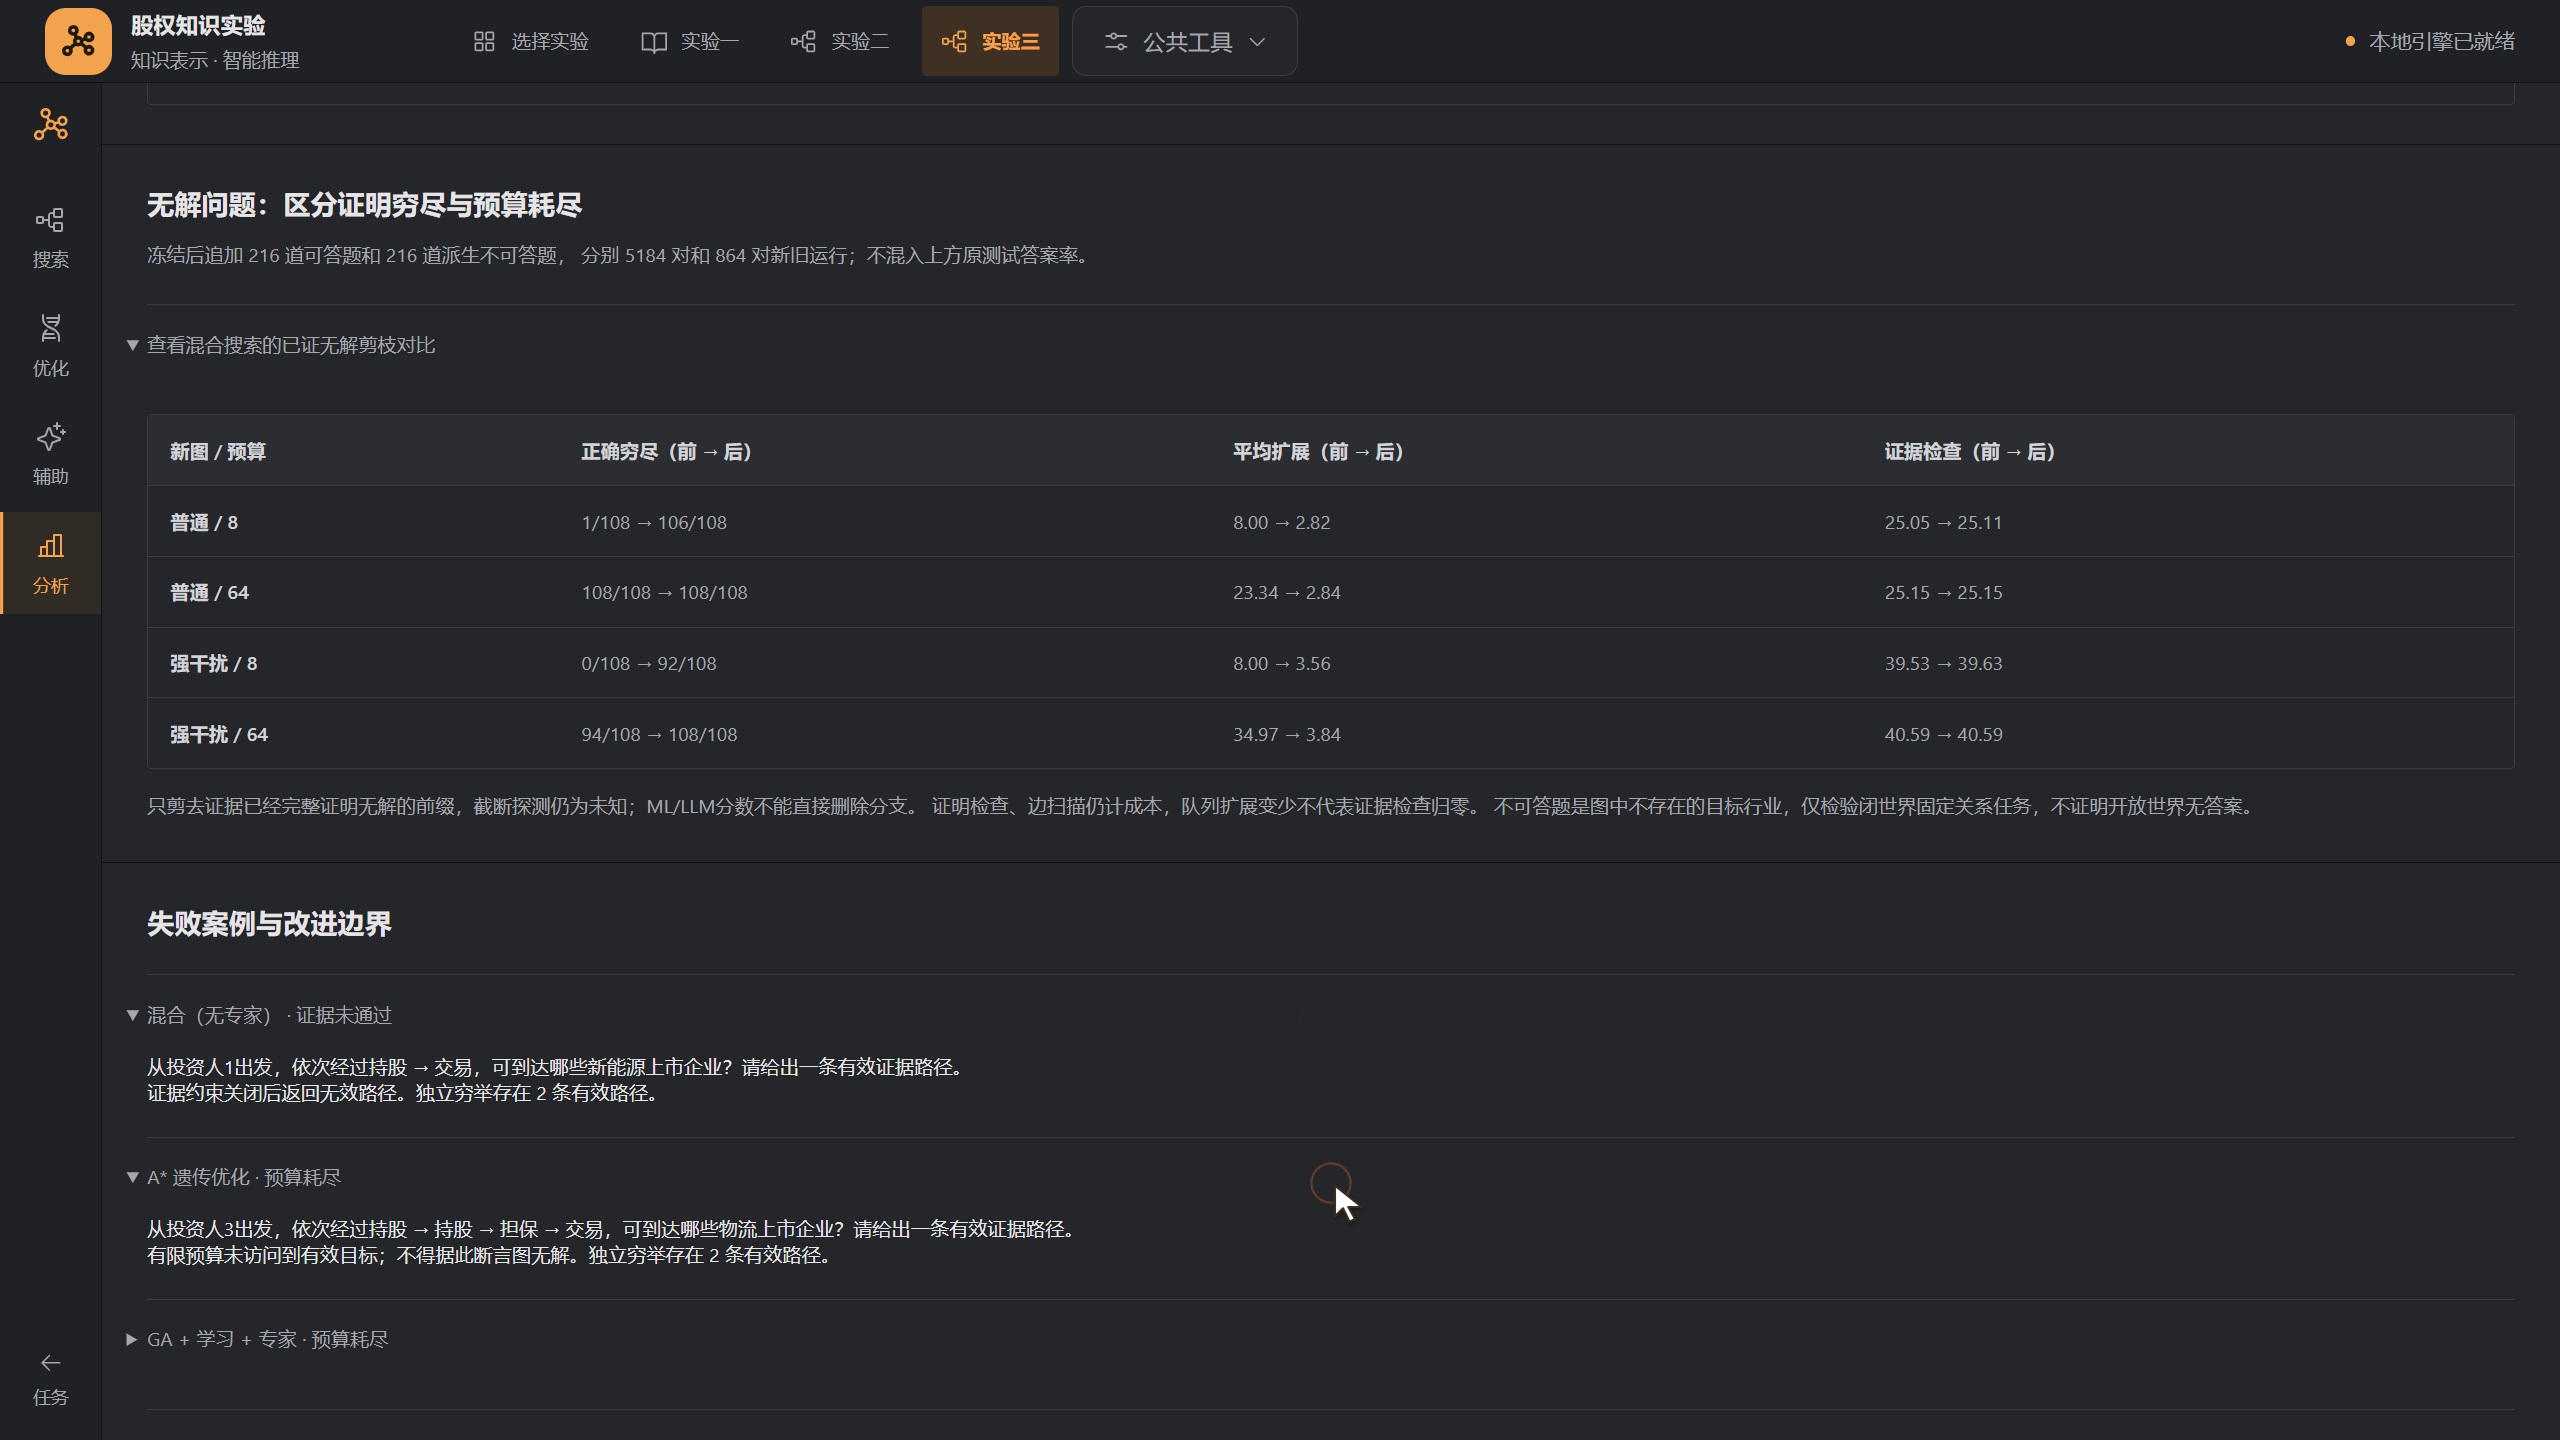 股权知识实验
知识表示 · 智能推理
选择实验
实验一
实验二
实验三
公共工具
本地引擎已就绪
搜索
优化
辅助
分析
任务
无解问题：区分证明穷尽与预算耗尽
冻结后追加 216 道可答题和 216 道派生不可答题， 分别 5184 对和 864 对新旧运行；不混入上方原测试答案率。
查看混合搜索的已证无解剪枝对比
新图 / 预算 正确穷尽（前 → 后） 平均扩展（前 → 后） 证据检查（前 → 后）
普通 / 8 1/108 → 106/108 8.00 → 2.82 25.05 → 25.11
普通 / 64 108/108 → 108/108 23.34 → 2.84 25.15 → 25.15
强干扰 / 8 0/108 → 92/108 8.00 → 3.56 39.53 → 39.63
强干扰 / 64 94/108 → 108/108 34.97 → 3.84 40.59 → 40.59
只剪去证据已经完整证明无解的前缀，截断探测仍为未知；ML/LLM分数不能直接删除分支。 证明检查、边扫描仍计成本，队列扩展变少不代表证据检查归零。 不可答题是图中不存在的目标行业，仅检验闭世界固定关系任务，不证明开放世界无答案。
失败案例与改进边界
混合（无专家） · 证据未通过
从投资人1出发，依次经过持股 → 交易，可到达哪些新能源上市企业？请给出一条有效证据路径。
证据约束关闭后返回无效路径。独立穷举存在 2 条有效路径。
A* 遗传优化 · 预算耗尽
从投资人3出发，依次经过持股 → 持股 → 担保 → 交易，可到达哪些物流上市企业？请给出一条有效证据路径。
有限预算未访问到有效目标；不得据此断言图无解。独立穷举存在 2 条有效路径。
GA + 学习 + 专家 · 预算耗尽